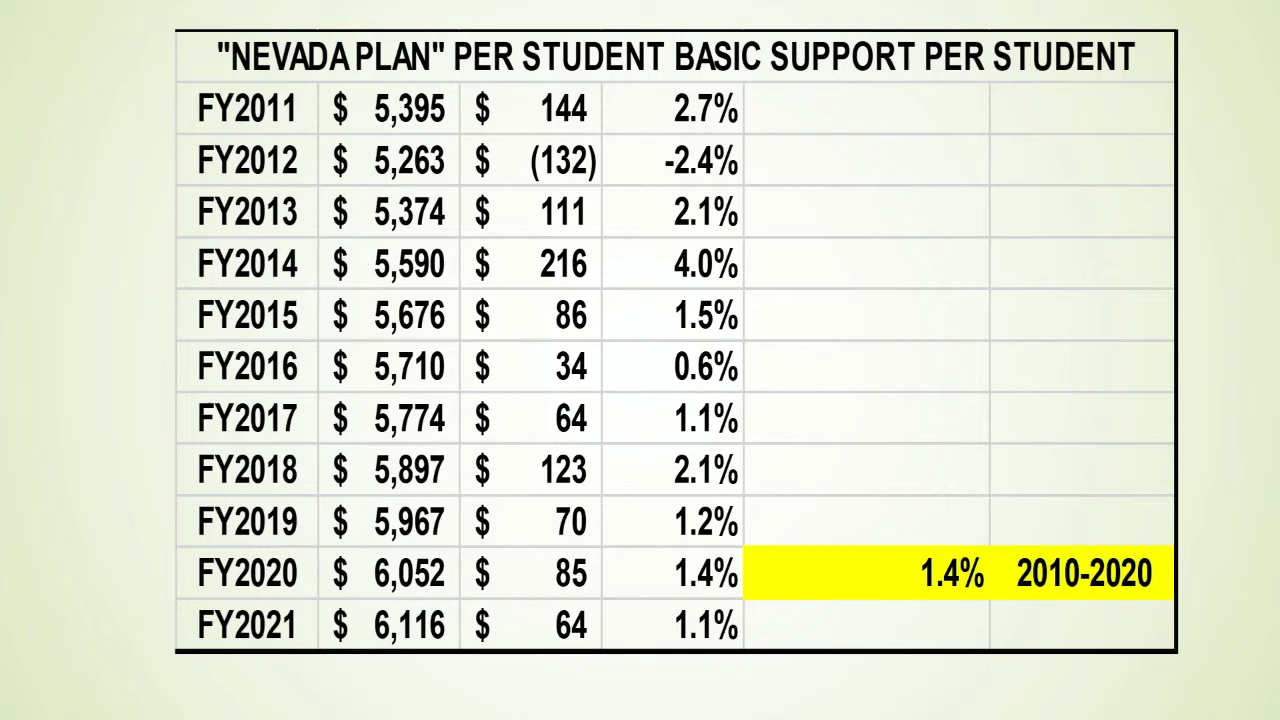 "NEVADA PLAN" PER STUDENT BASIC SUPPORT PER STUDENT
FY2011 $ 5,395 $ 144 2.7%
FY2012 $ 5,263 $ (132) -2.4%
FY2013 $ 5,374 $ 111 2.1%
FY2014 $ 5,590 $ 216 4.0%
FY2015 $ 5,676 $ 86 1.5%
FY2016 $ 5,710 $ 34 0.6%
FY2017 $ 5,774 $ 64 1.1%
FY2018 $ 5,897 $ 123 2.1%
FY2019 $ 5,967 $ 70 1.2%
FY2020 $ 6,052 $ 85 1.4% 1.4% 2010-2020
FY2021 $ 6,116 $ 64 1.1%